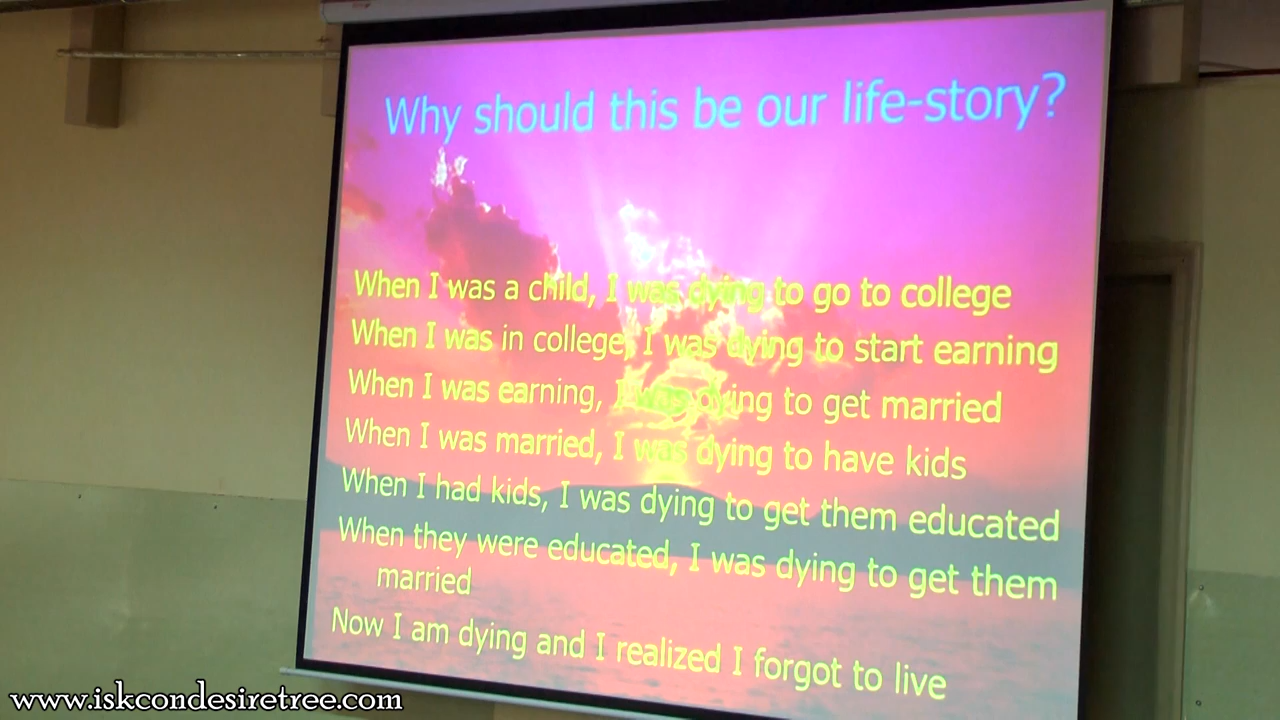 Why should this be our life-story?
When I was a child, I was dying to go to college
When I was in college, I was dying to start earning
When I was earning, I was dying to get married
When I was married, I was dying to have kids
When I had kids, I was dying to get them educated
When they were educated, I was dying to get them
married
Now I am dying and I realized I forgot to live
www.iskcondesiretree.com